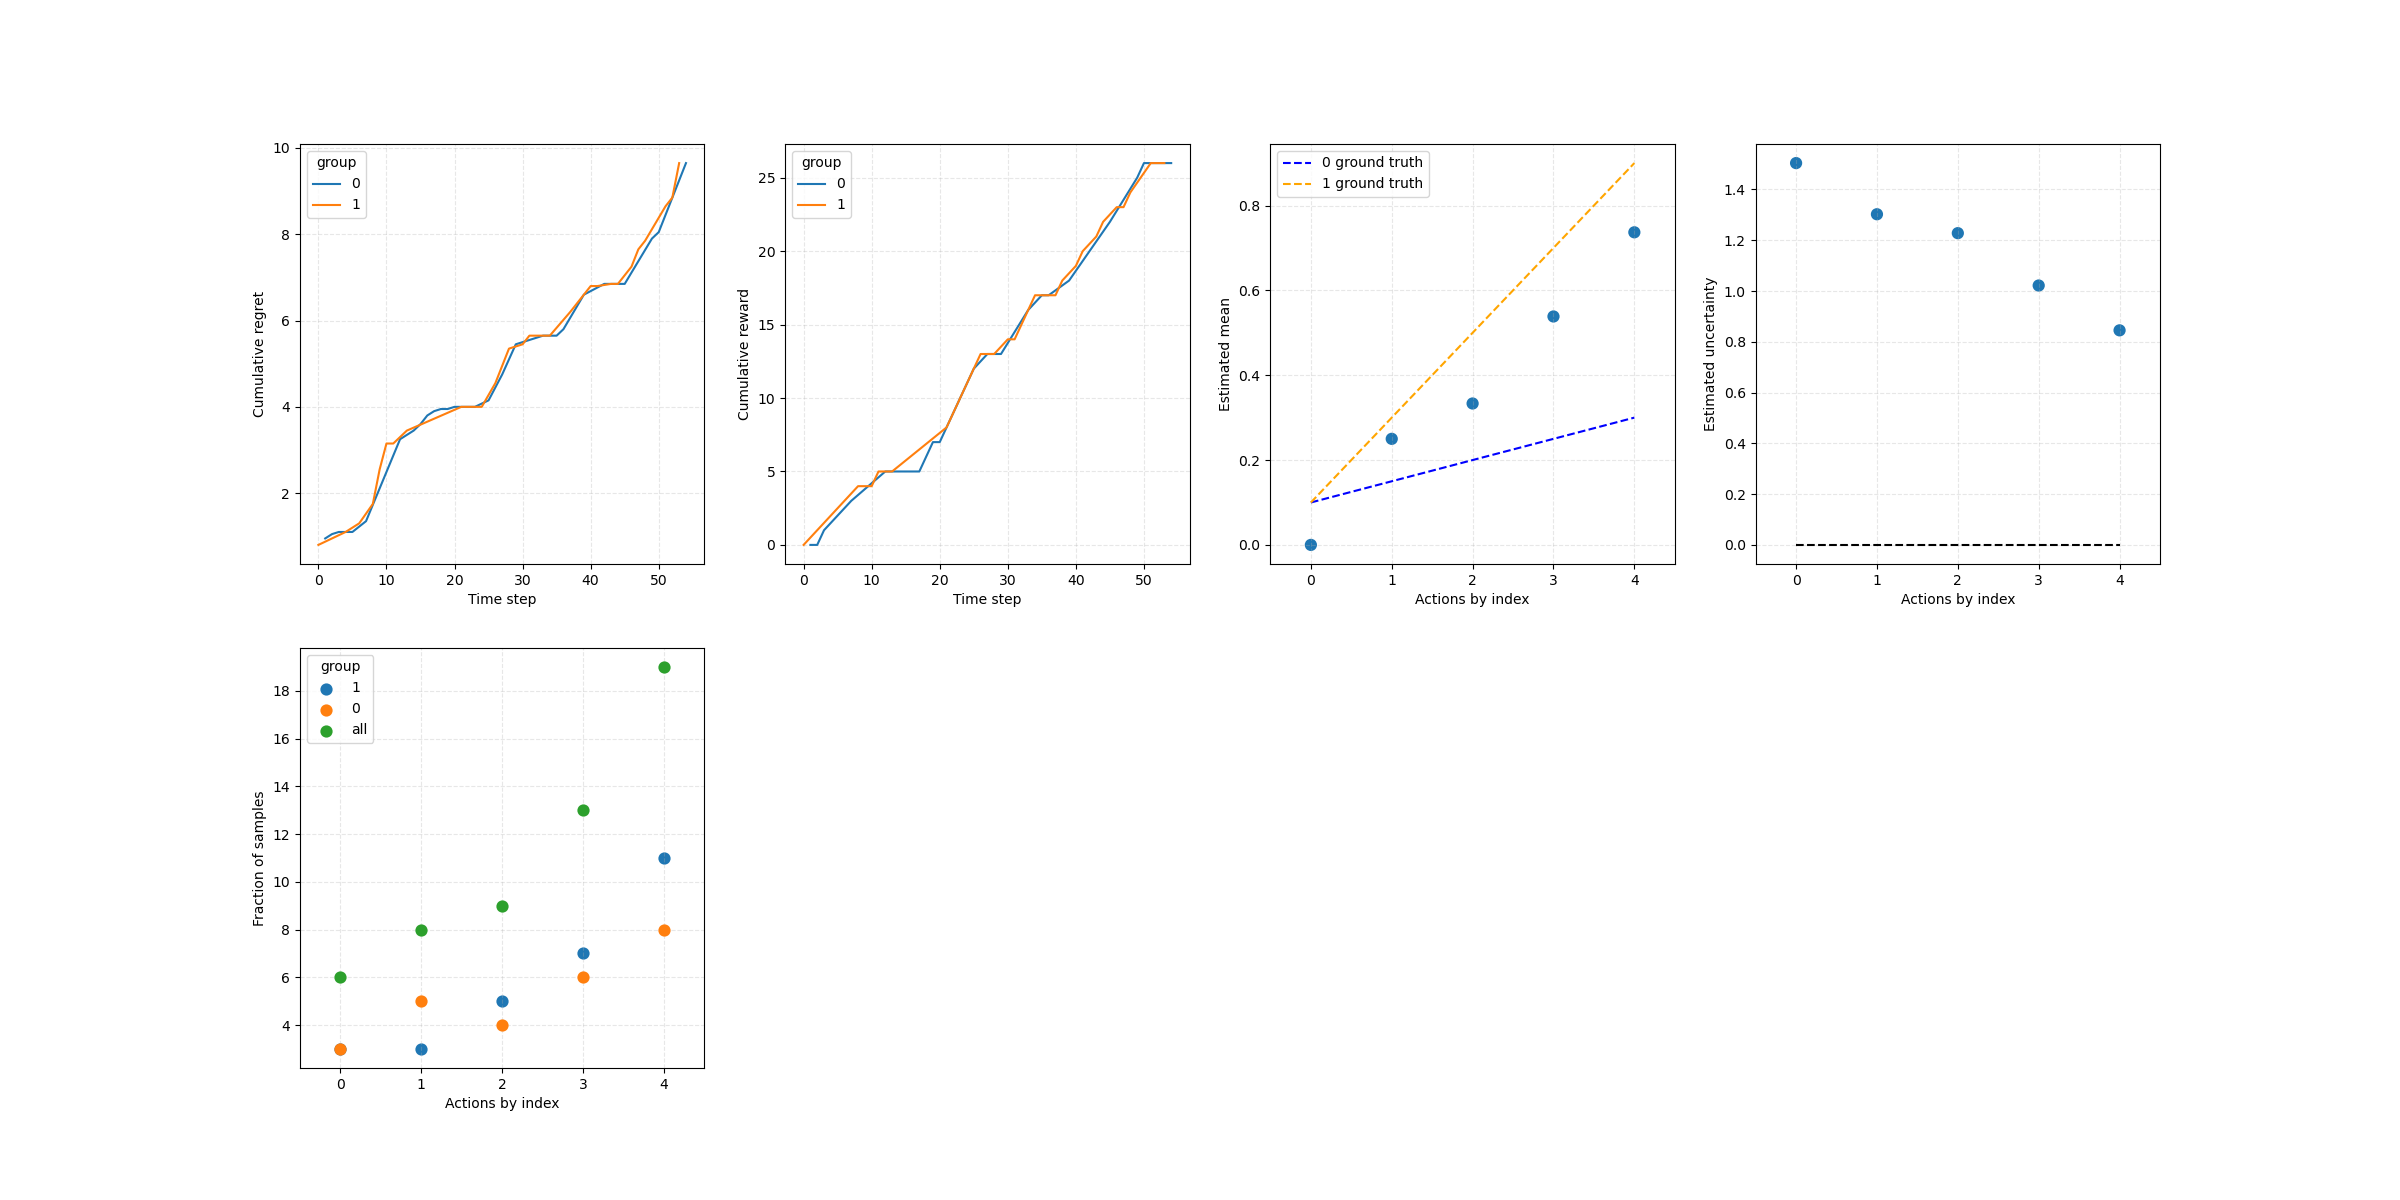 group
0
1
10
8
6
4
2
Cumulative regret
0 10 20 30 40 50
Time step
group
0
1
25
20
15
10
5
0
Cumulative reward
0 10 20 30 40 50
Time step
0 ground truth
1 ground truth
0.8
0.6
0.4
0.2
0.0
Estimated mean
0 1 2 3 4
Actions by index
1.4
1.2
1.0
0.8
0.6
0.4
0.2
0.0
Estimated uncertainty
0 1 2 3 4
Actions by index
group
1
0
all
18
16
14
12
10
8
6
4
Fraction of samples
0 1 2 3 4
Actions by index